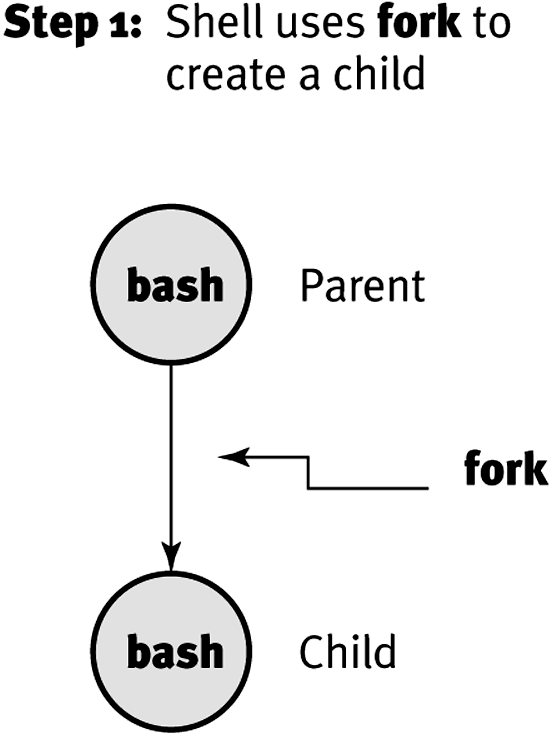 Step 1: Shell uses fork to
create a child
bash Parent
fork
bash Child